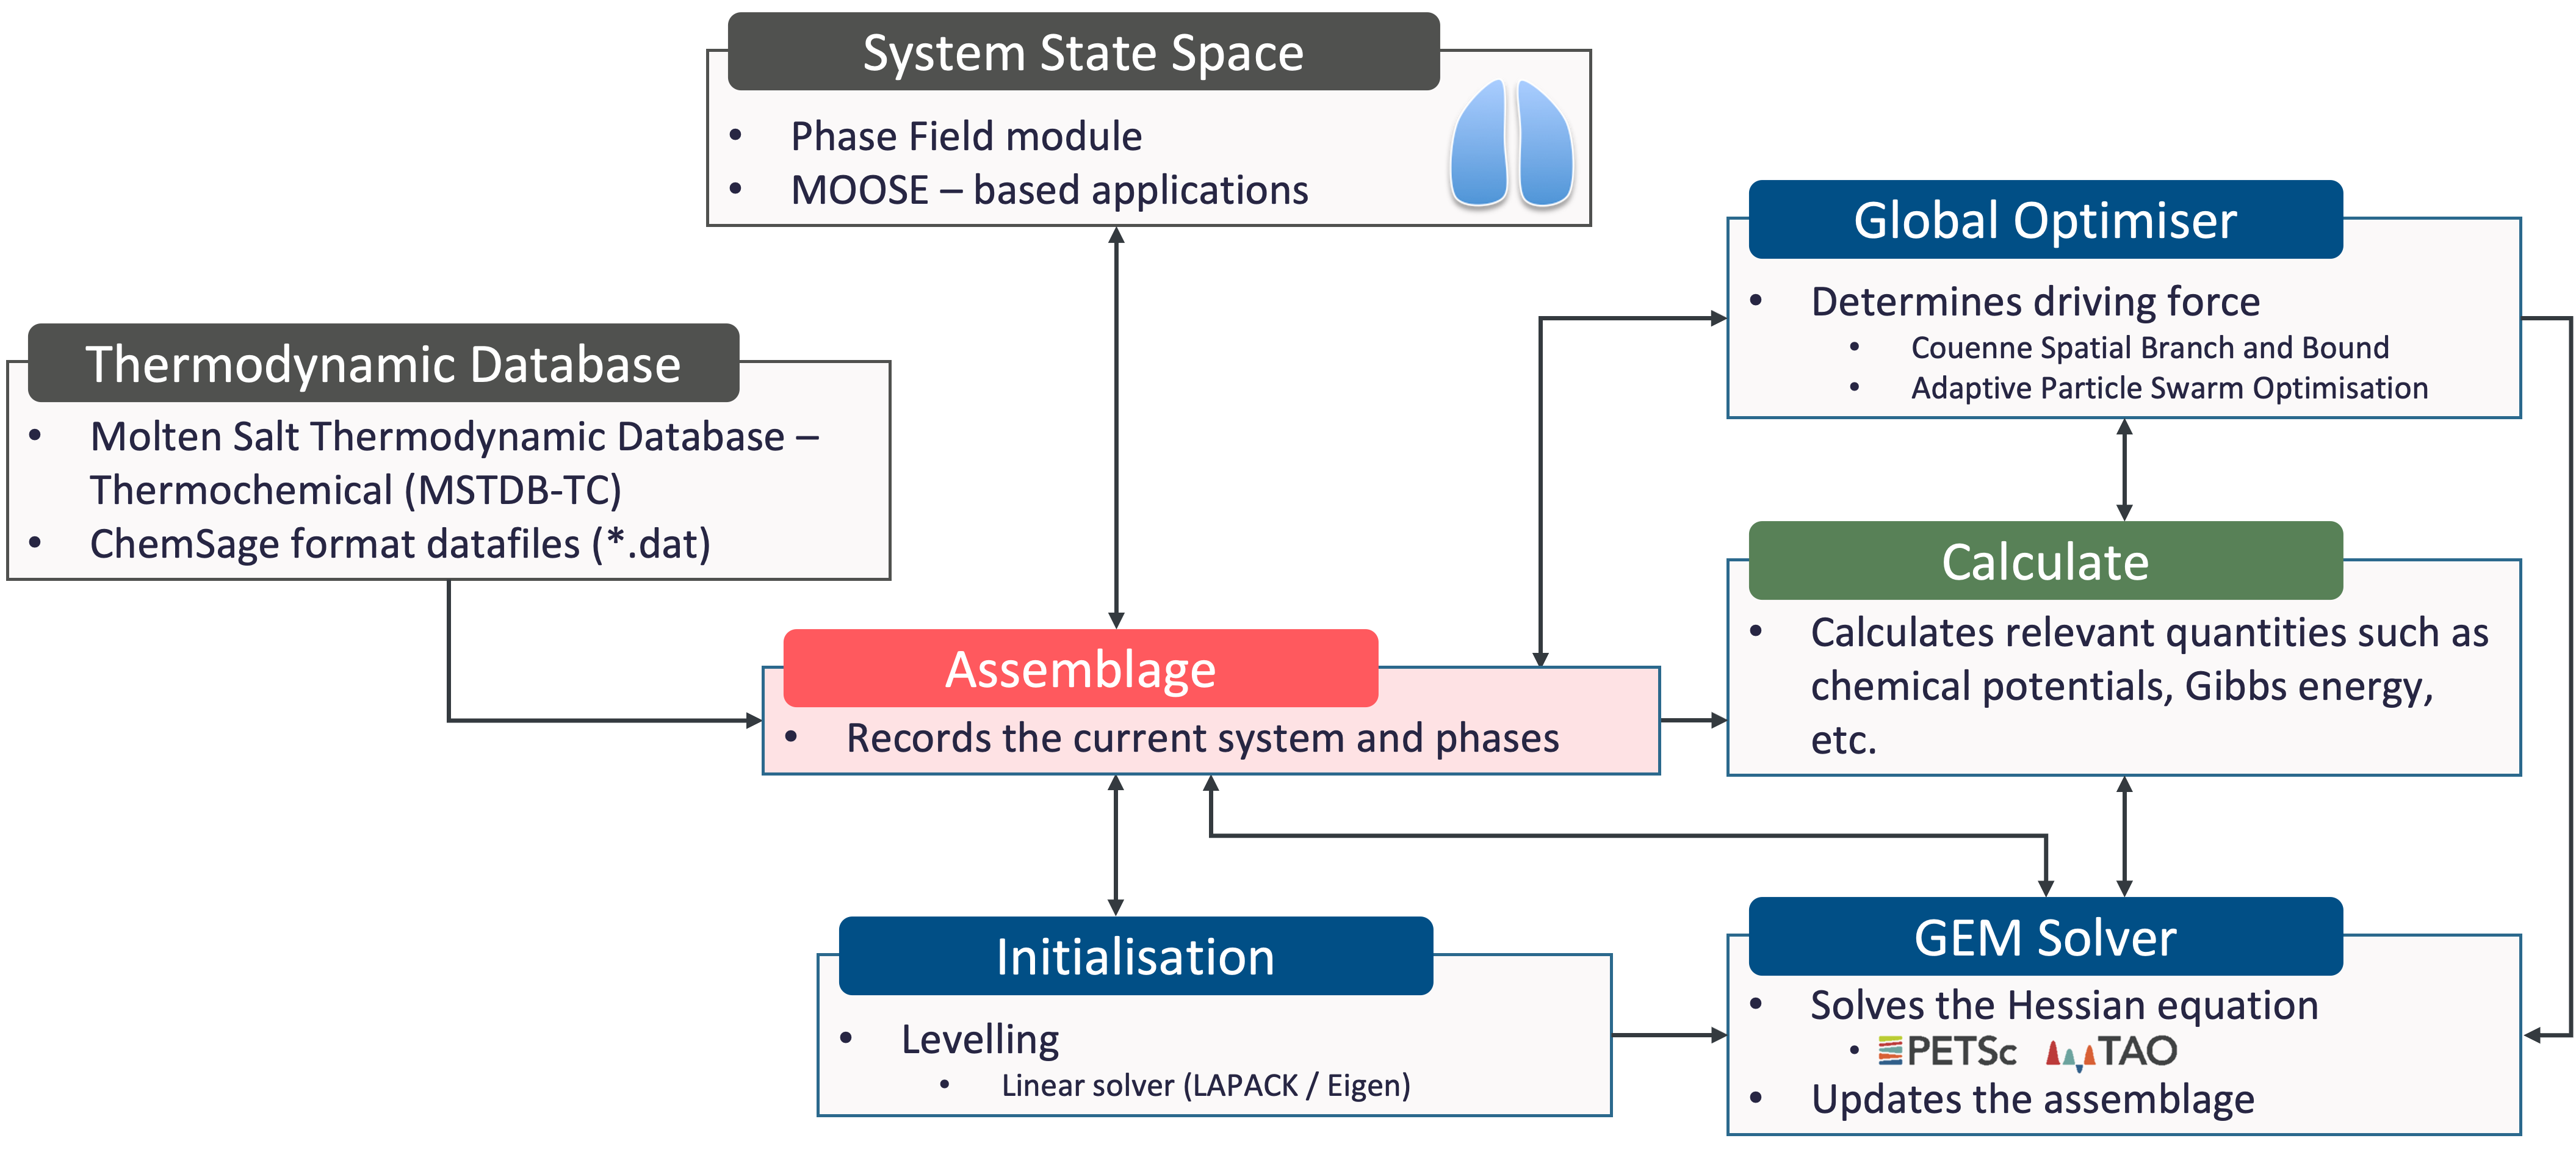 System State Space
• Phase Field module
• MOOSE – based applications
Global Optimiser
• Determines driving force
• Couenne Spatial Branch and Bound
• Adaptive Particle Swarm Optimisation
Thermodynamic Database
• Molten Salt Thermodynamic Database –
Thermochemical (MSTDB-TC)
• ChemSage format datafiles (*.dat)
Calculate
• Calculates relevant quantities such as
chemical potentials, Gibbs energy,
etc.
Assemblage
• Records the current system and phases
Initialisation
• Levelling
• Linear solver (LAPACK / Eigen)
GEM Solver
• Solves the Hessian equation
• PETSc TAO
• Updates the assemblage